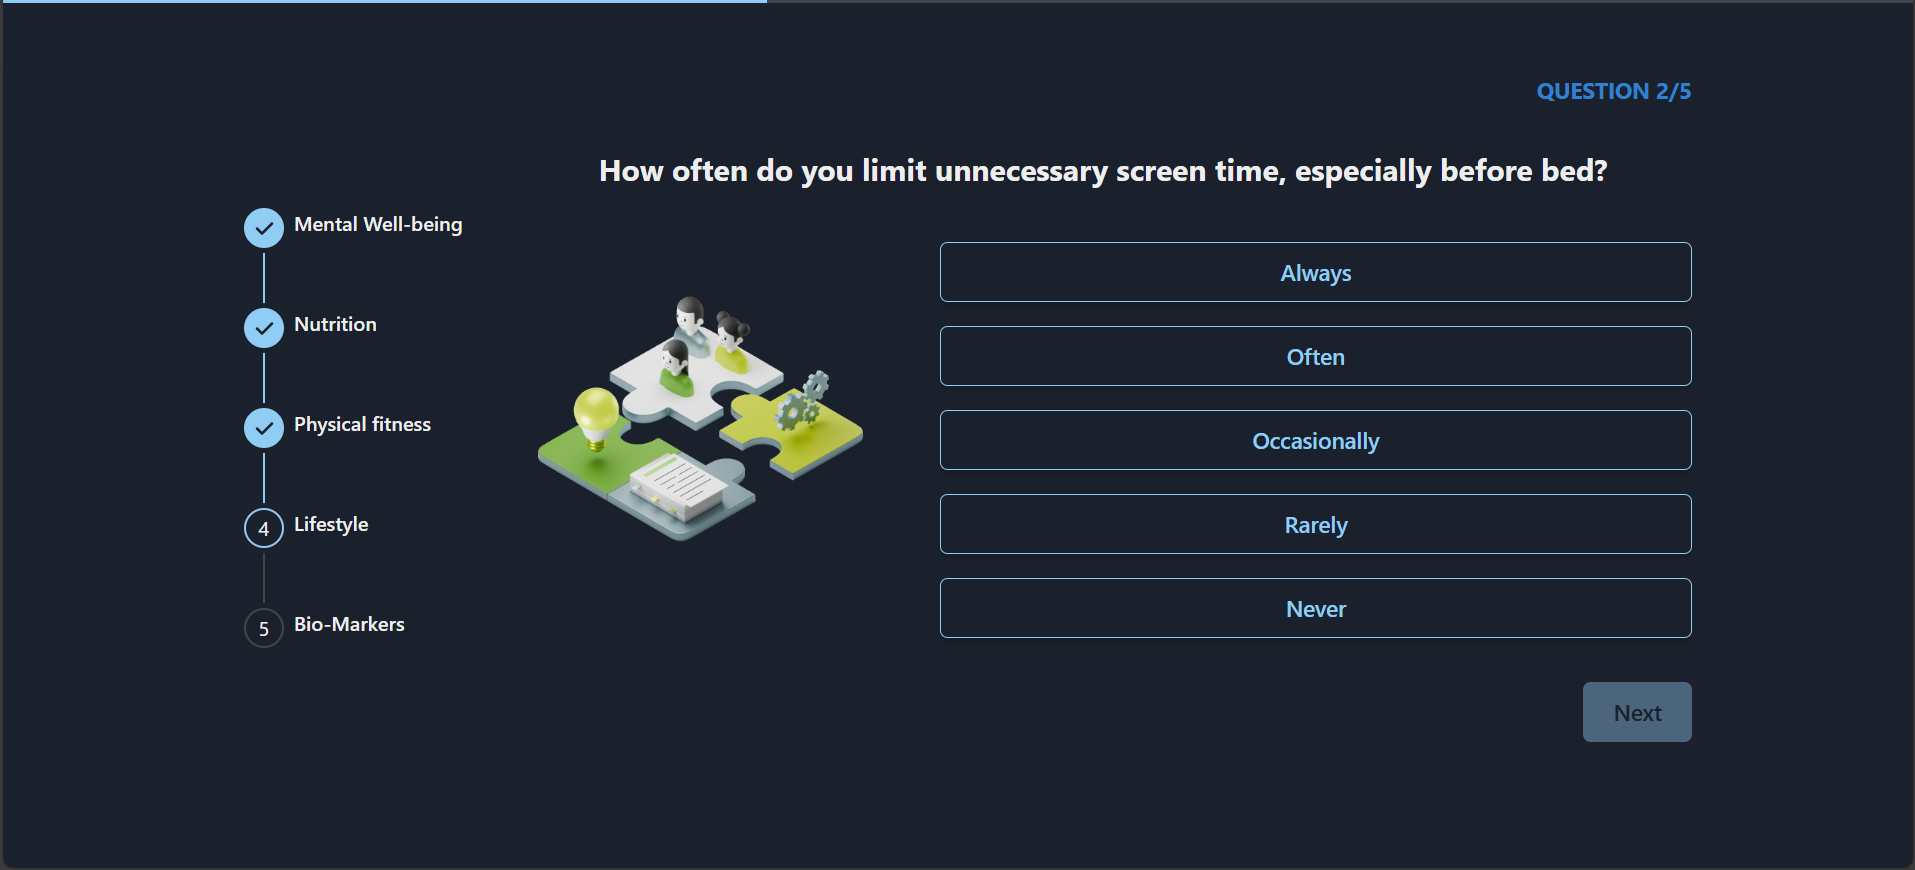 QUESTION 2/5
How often do you limit unnecessary screen time, especially before bed?
Mental Well-being
Nutrition
Physical fitness
4 Lifestyle
5 Bio-Markers
Always
Often
Occasionally
Rarely
Never
Next